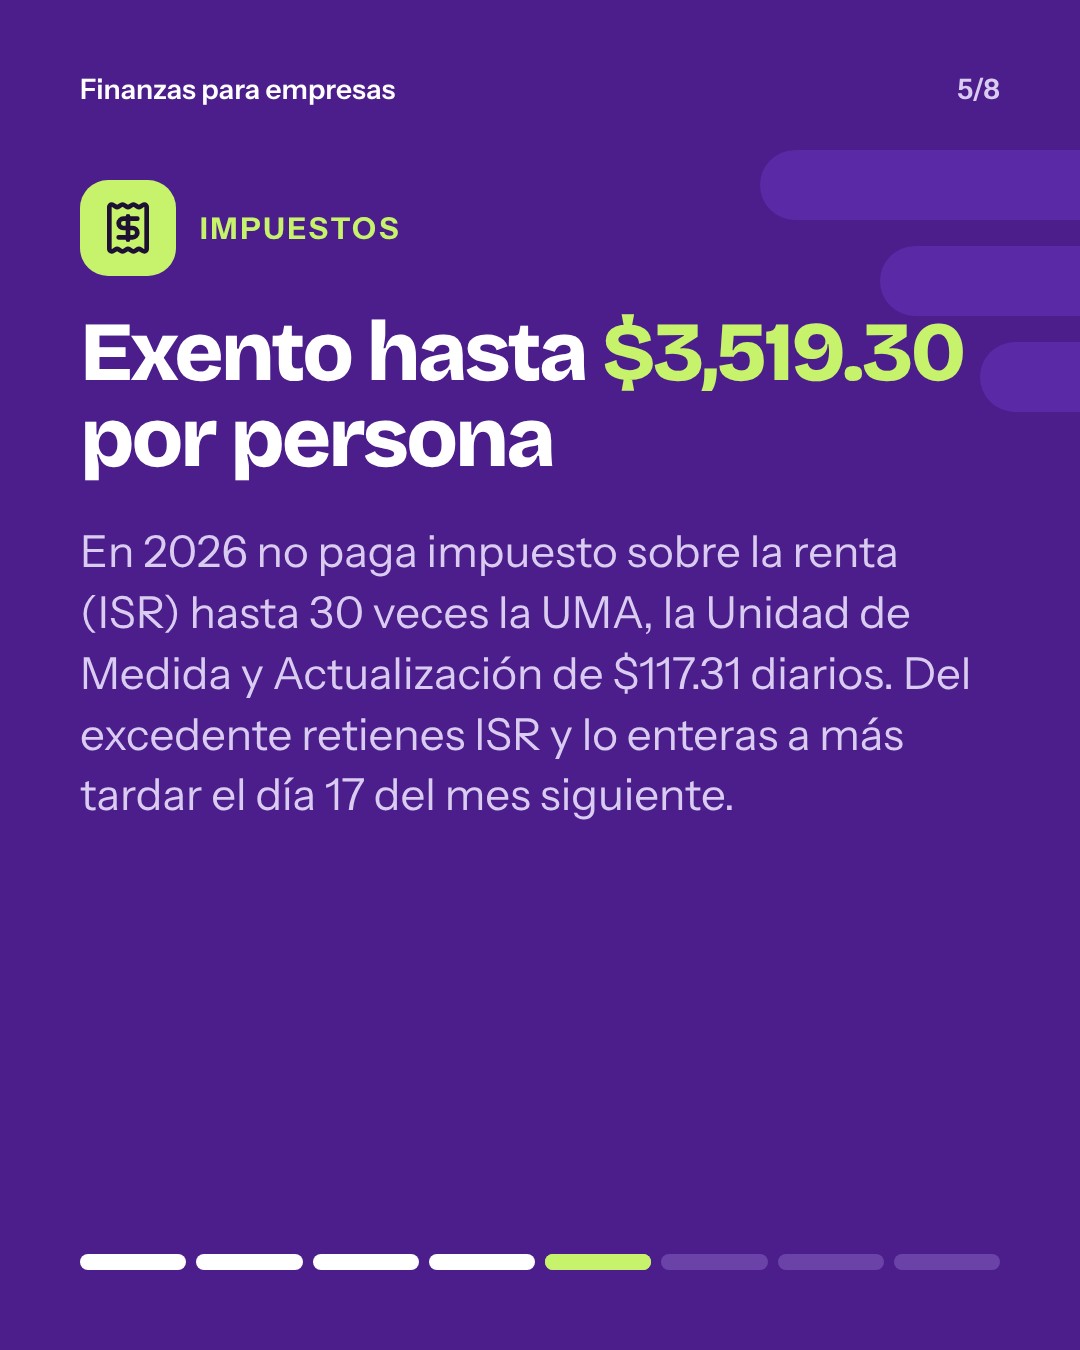 Finanzas para empresas
5/8
IMPUESTOS
Exento hasta $3,519.30
por persona
En 2026 no paga impuesto sobre la renta
(ISR) hasta 30 veces la UMA, la Unidad de
Medida y Actualización de $117.31 diarios. Del
excedente retienes ISR y lo enteras a más
tardar el día 17 del mes siguiente.